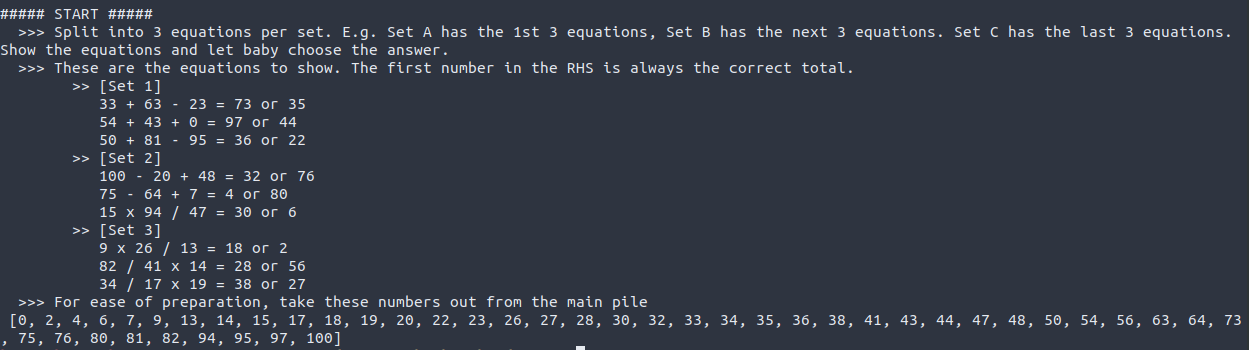 ##### START #####
>>> Split into 3 equations per set. E.g. Set A has the 1st 3 equations, Set B has the next 3 equations. Set C has the last 3 equations.
Show the equations and let baby choose the answer.
>>> These are the equations to show. The first number in the RHS is always the correct total.
>> [Set 1]
33 + 63 - 23 = 73 or 35
54 + 43 + 0 = 97 or 44
50 + 81 - 95 = 36 or 22
>> [Set 2]
100 - 20 + 48 = 32 or 76
75 - 64 + 7 = 4 or 80
15 x 94 / 47 = 30 or 6
>> [Set 3]
9 x 26 / 13 = 18 or 2
82 / 41 x 14 = 28 or 56
34 / 17 x 19 = 38 or 27
>>> For ease of preparation, take these numbers out from the main pile
[0, 2, 4, 6, 7, 9, 13, 14, 15, 17, 18, 19, 20, 22, 23, 26, 27, 28, 30, 32, 33, 34, 35, 36, 38, 41, 43, 44, 47, 48, 50, 54, 56, 63, 64, 73
, 75, 76, 80, 81, 82, 94, 95, 97, 100]